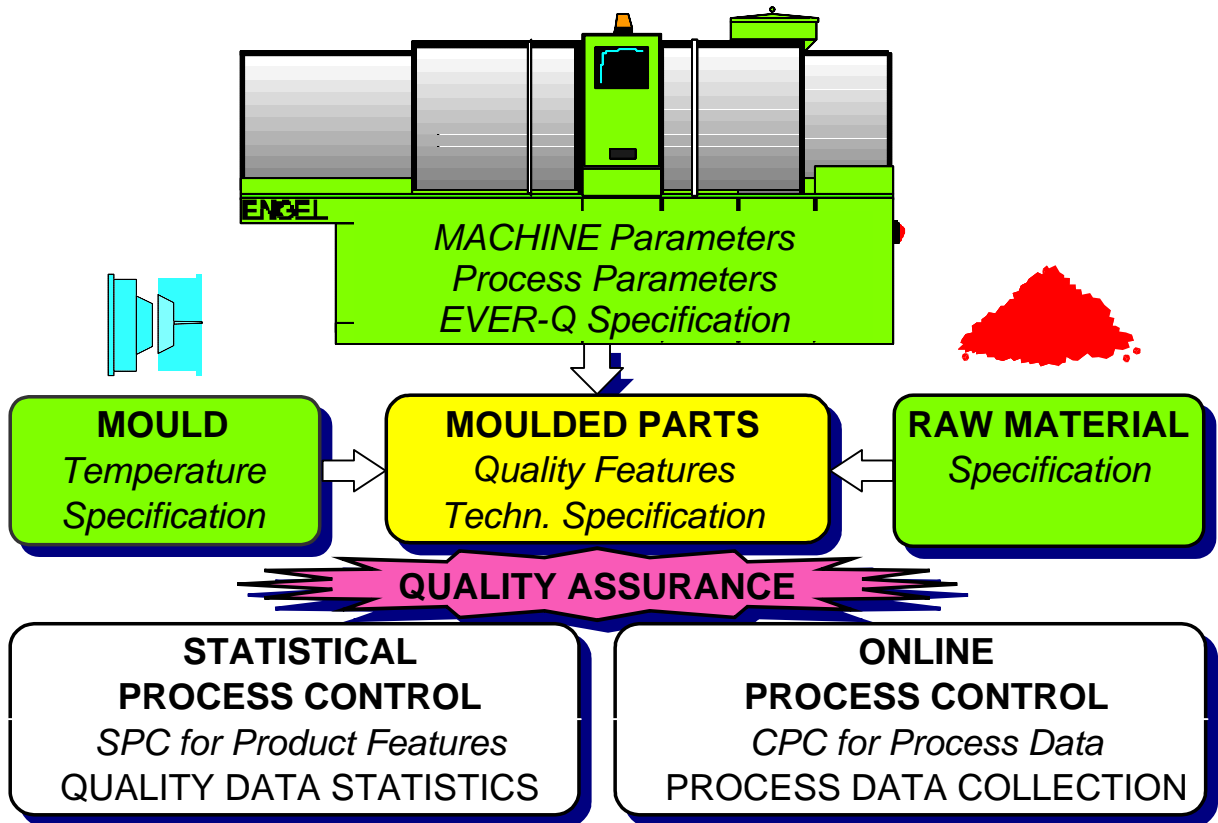 ENGEL
MACHINE Parameters
Process Parameters
EVER-Q Specification
MOULD
Temperature
Specification
MOULDED PARTS
Quality Features
Techn. Specification
RAW MATERIAL
Specification
QUALITY ASSURANCE
STATISTICAL
PROCESS CONTROL
SPC for Product Features
QUALITY DATA STATISTICS
ONLINE
PROCESS CONTROL
CPC for Process Data
PROCESS DATA COLLECTION